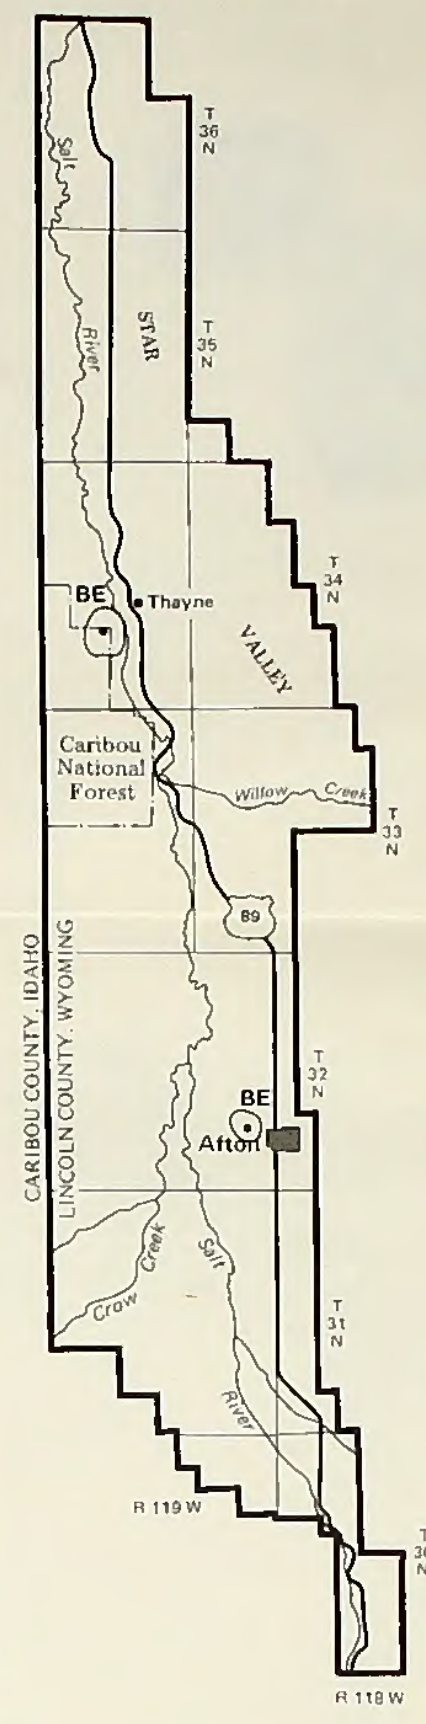 T
36
N
Salt
River
STAR
T
35
N
T
34
N
BE
Thayne
VALLEY
Caribou
National
Forest
Willow Creek
T
33
N
89
CARIBOU COUNTY, IDAHO
LINCOLN COUNTY, WYOMING
T
32
N
BE
Afton
Crow Creek
Salt
River
T
31
N
R 119 W
T
30
N
R 118 W